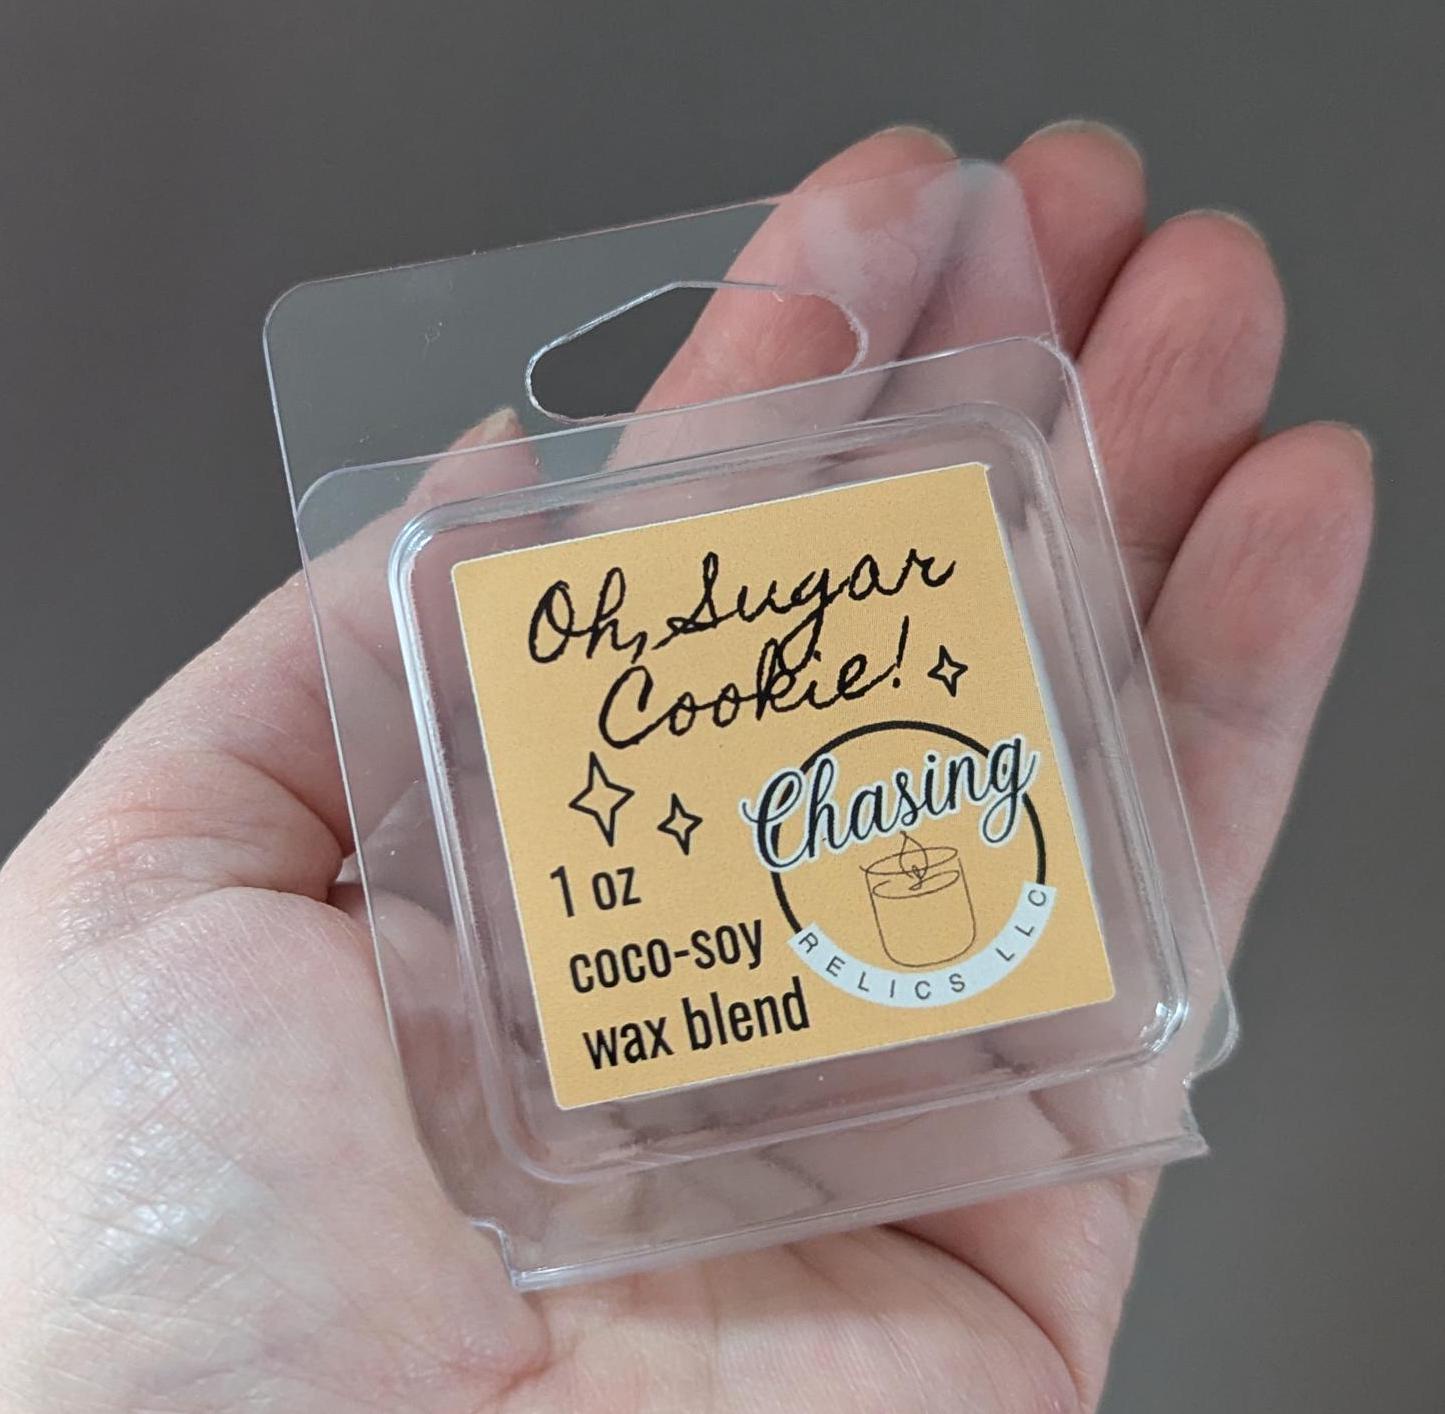 Oh, Sugar
Cookie!
1 oz
coco-soy
wax blend
Chasing
RELICS LLC